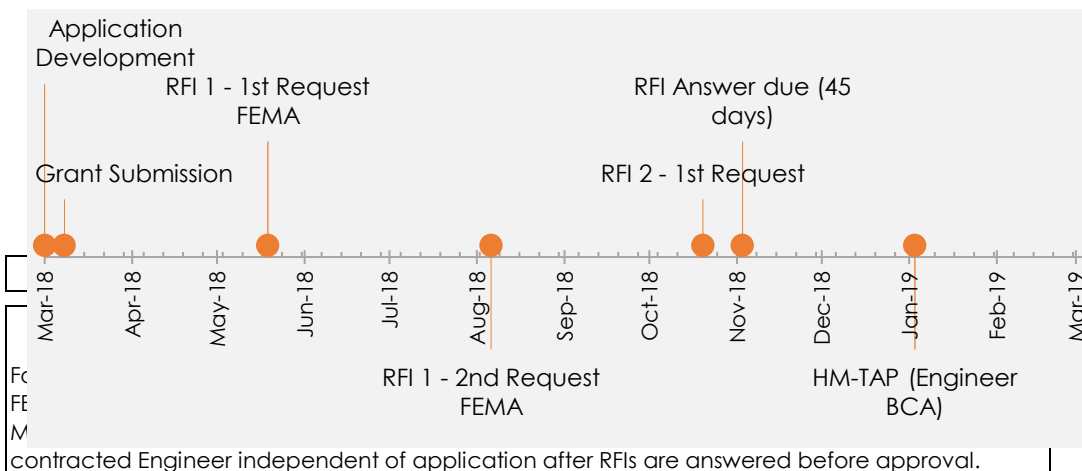 Application
Development
RFI 1 - 1st Request
FEMA
RFI Answer due (45
days)
Grant Submission
RFI 2 - 1st Request
Mar-18
Apr-18
May-18
Jun-18
Jul-18
Aug-18
Sep-18
Oct-18
Nov-18
Dec-18
Jan-19
Feb-19
Mar-19
RFI 1 - 2nd Request
FEMA
HM-TAP (Engineer
BCA)
contracted Engineer independent of application after RFIs are answered before approval.